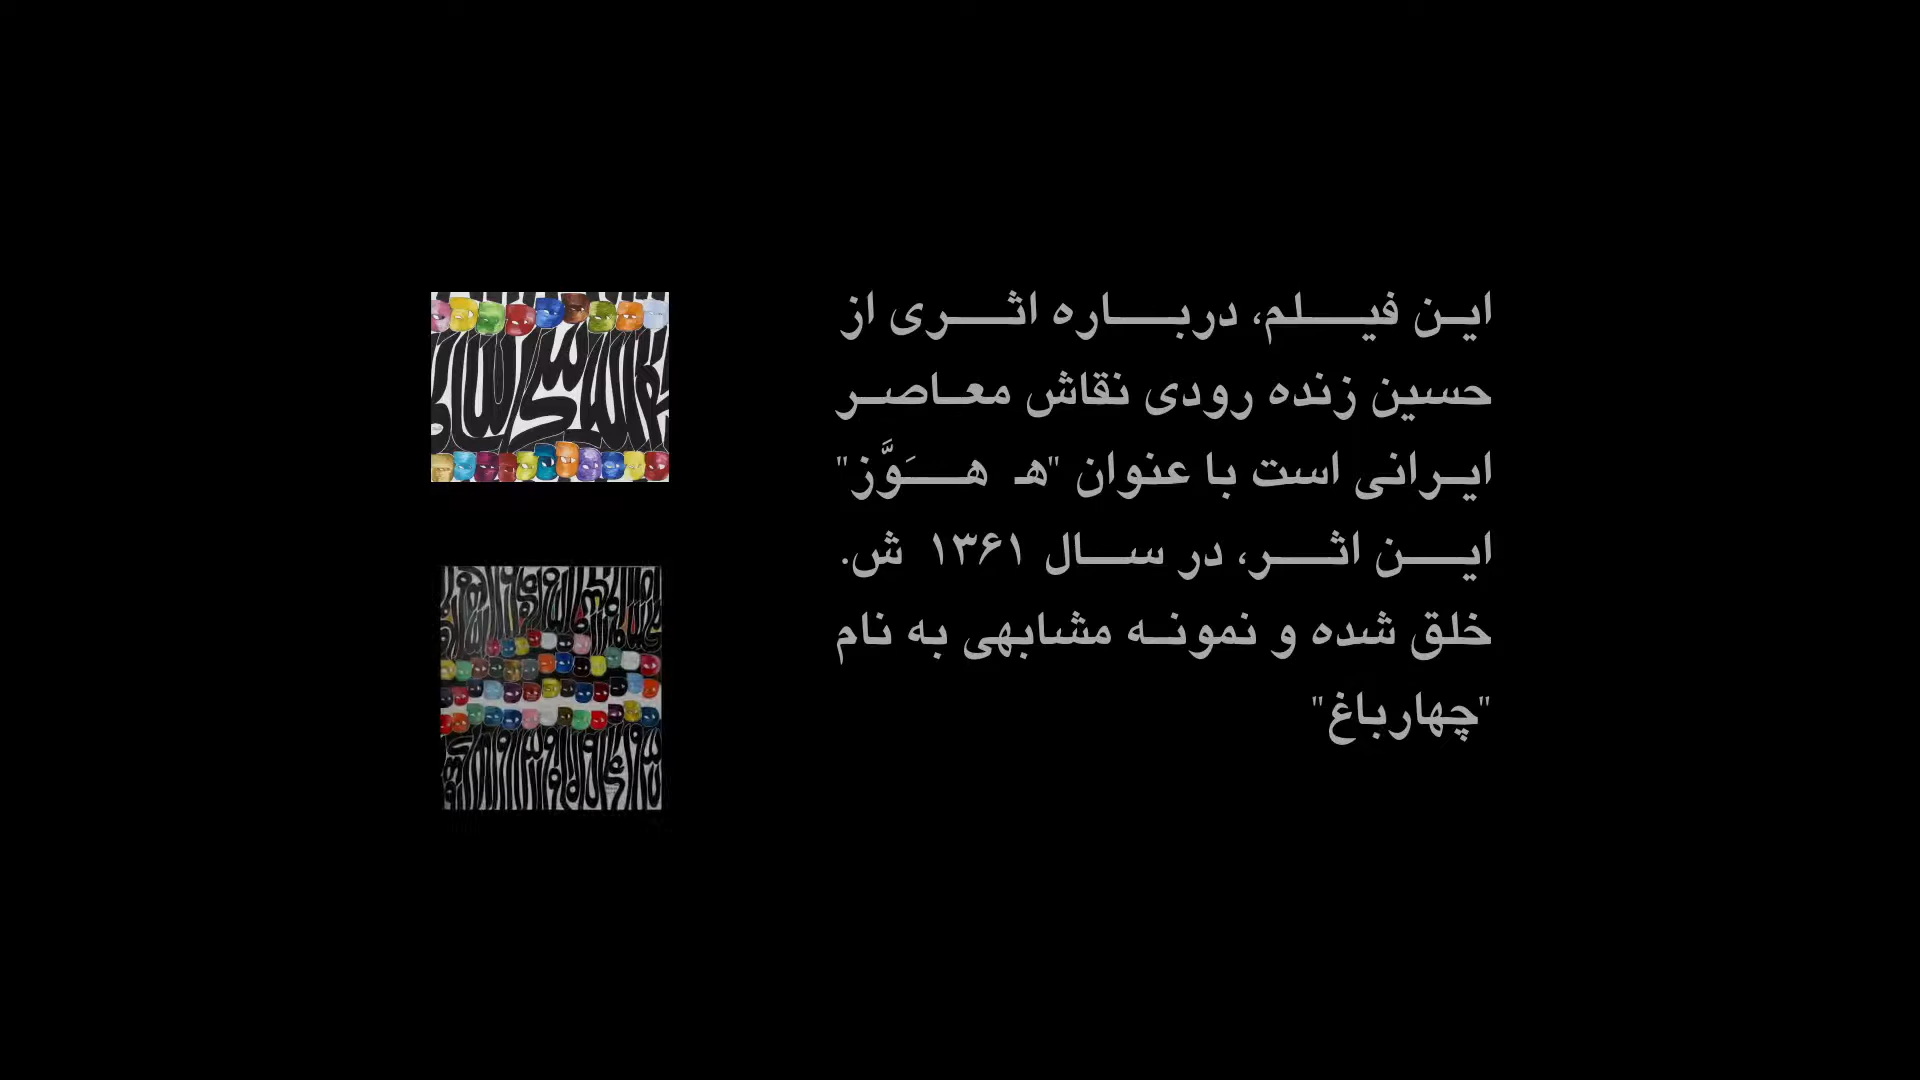 این فیلم، درباره اثری از
حسین زنده رودی نقاش معاصر
ایرانی است با عنوان "هـ هَوَّز"
این اثر، در سال ۱۳۶۱ ش.
خلق شده و نمونه مشابهی به نام
"چهارباغ"